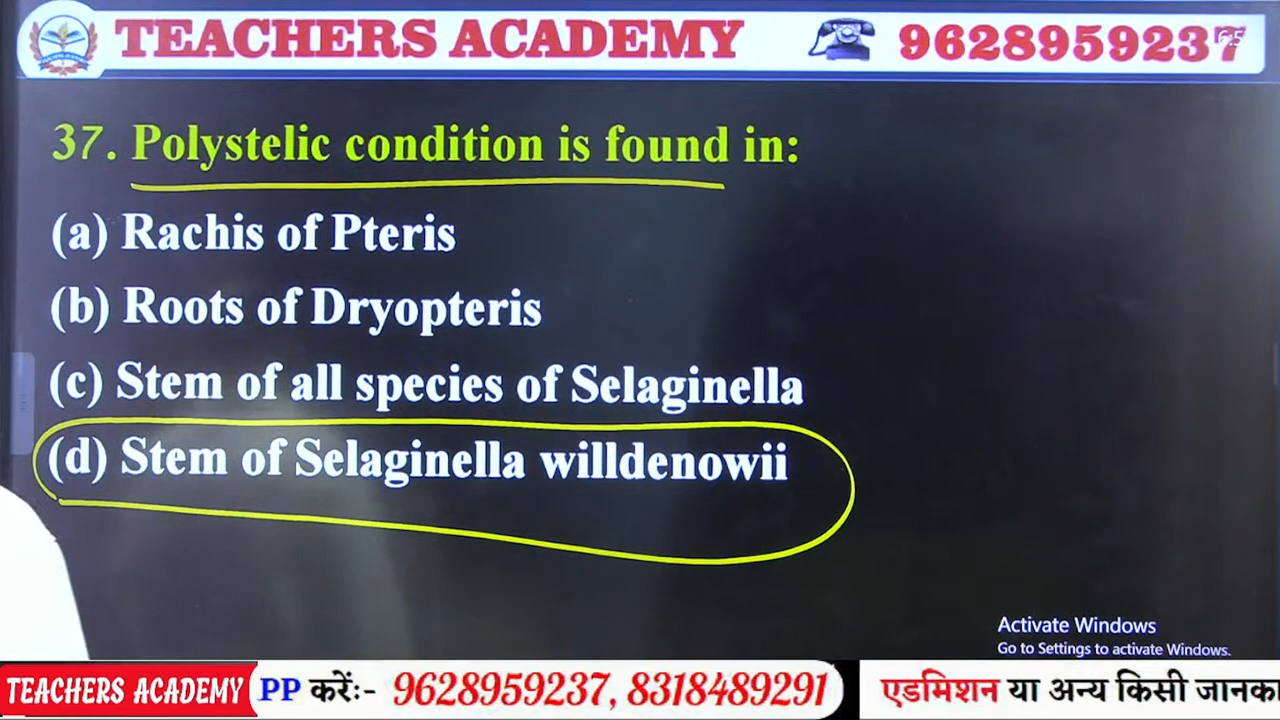 TEACHERS ACADEMY 9628959237
37. Polystelic condition is found in:
(a) Rachis of Pteris
(b) Roots of Dryopteris
(c) Stem of all species of Selaginella
(d) Stem of Selaginella willdenowii
Activate Windows
Go to Settings to activate Windows.
TEACHERS ACADEMY PP करेंः- 9628959237, 8318489291 एडमिशन या अन्य किसी जानका